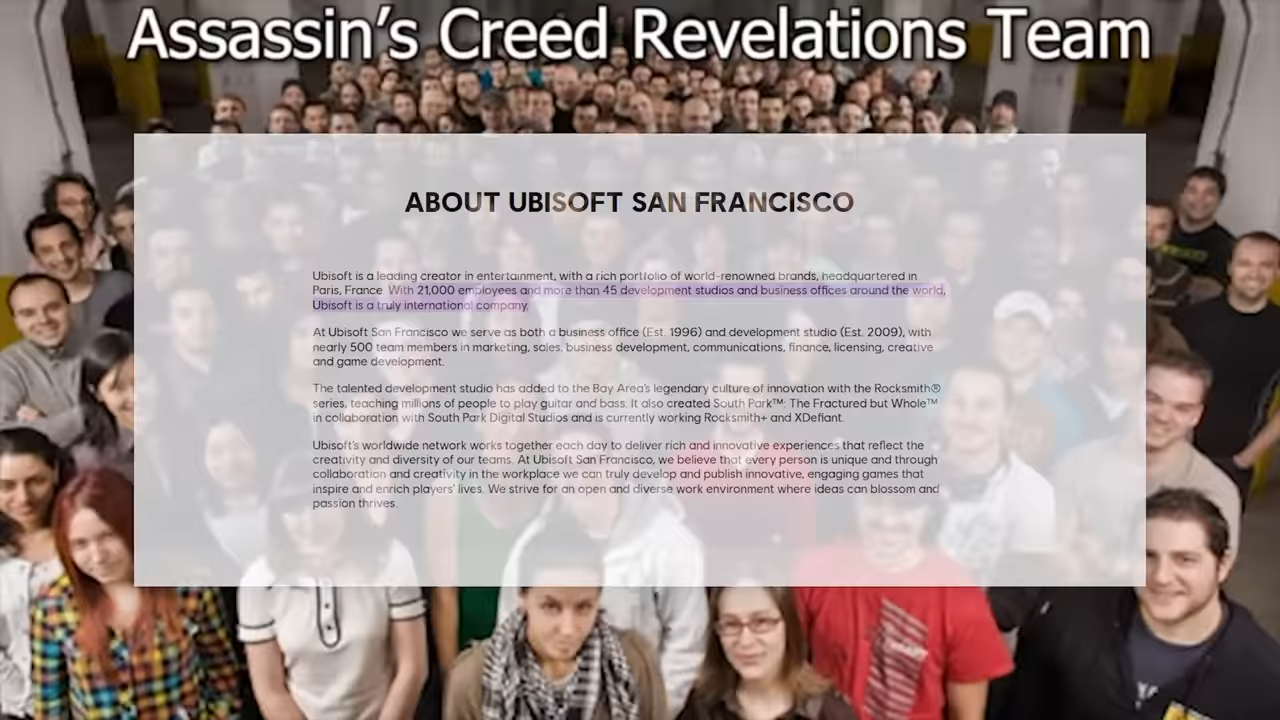 Assassin's Creed Revelations Team
ABOUT UBISOFT SAN FRANCISCO
Ubisoft is a leading creator in entertainment, with a rich portfolio of world-renowned brands, headquartered in
Paris, France. With 21,000 employees and more than 45 development studios and business offices around the world,
Ubisoft is a truly international company.
At Ubisoft San Francisco we serve as both a business office (Est. 1996) and development studio (Est. 2009), with
nearly 500 team members in marketing, sales, business development, communications, finance, licensing, creative
and game development.
The talented development studio has added to the Bay Area's legendary culture of innovation with the Rocksmith®
series, teaching millions of people to play guitar and bass. It also created South Park™: The Fractured but Whole™
in collaboration with South Park Digital Studios and is currently working Rocksmith+ and XDefiant.
Ubisoft's worldwide network works together each day to deliver rich and innovative experiences that reflect the
creativity and diversity of our teams. At Ubisoft San Francisco, we believe that every person is unique and through
collaboration and creativity in the workplace we can truly develop and publish innovative, engaging games that
inspire and enrich players' lives. We strive for an open and diverse work environment where ideas can blossom and
passion thrives.